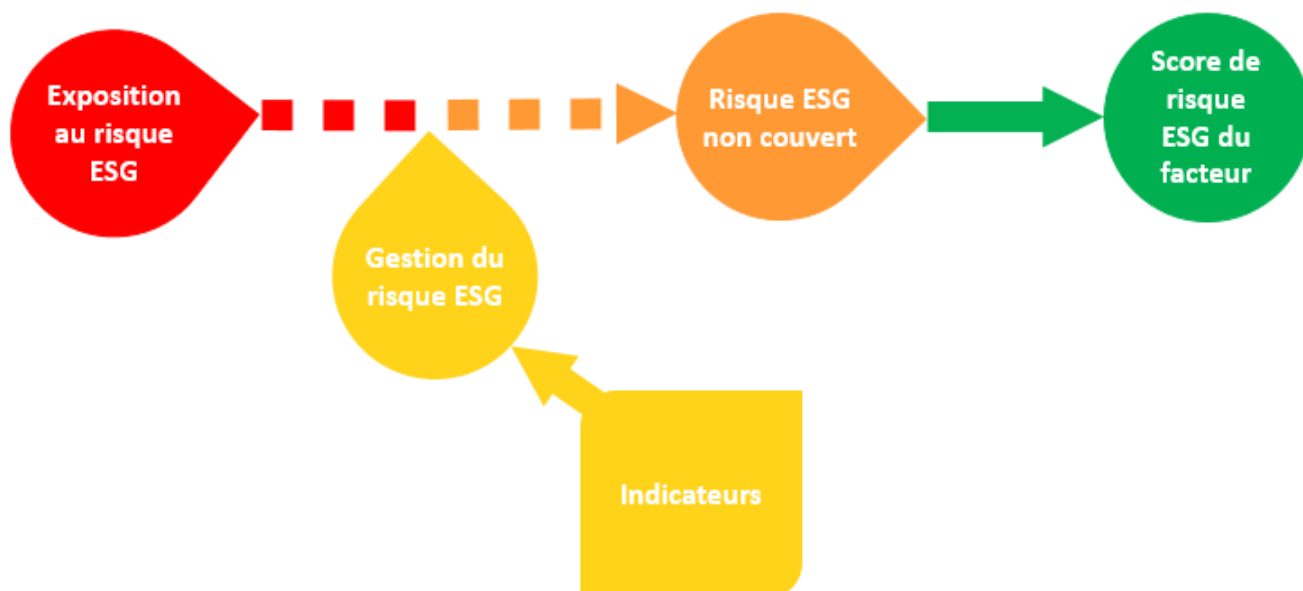 Exposition
au risque
ESG
Risque ESG
non couvert
Score de
risque
ESG du
facteur
Gestion du
risque ESG
Indicateurs